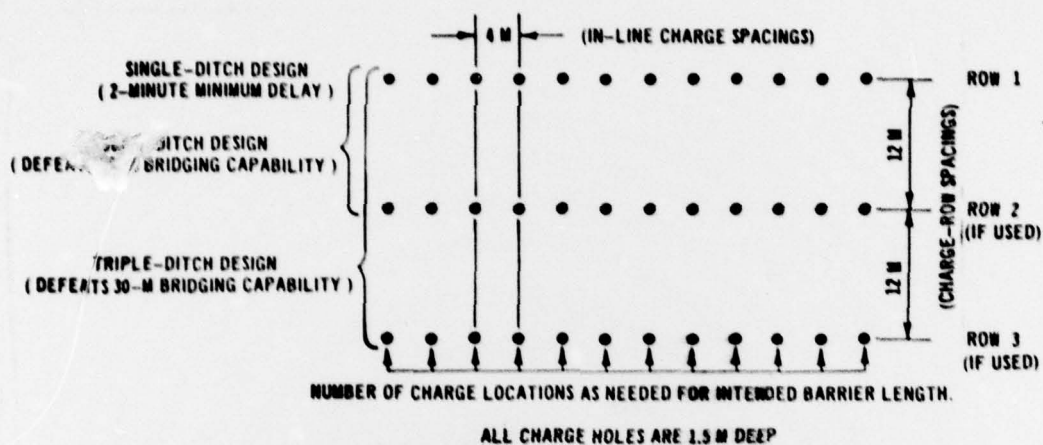 4 M (IN-LINE CHARGE SPACINGS)
SINGLE-DITCH DESIGN
(2-MINUTE MINIMUM DELAY)
ROW 1
-DITCH DESIGN
(DEFEA BRIDGING CAPABILITY)
12 M
ROW 2
(IF USED)
(CHARGE-ROW SPACINGS)
TRIPLE-DITCH DESIGN
(DEFEATS 30-M BRIDGING CAPABILITY)
12 M
ROW 3
(IF USED)
NUMBER OF CHARGE LOCATIONS AS NEEDED FOR INTENDED BARRIER LENGTH.
ALL CHARGE HOLES ARE 1.5 M DEEP